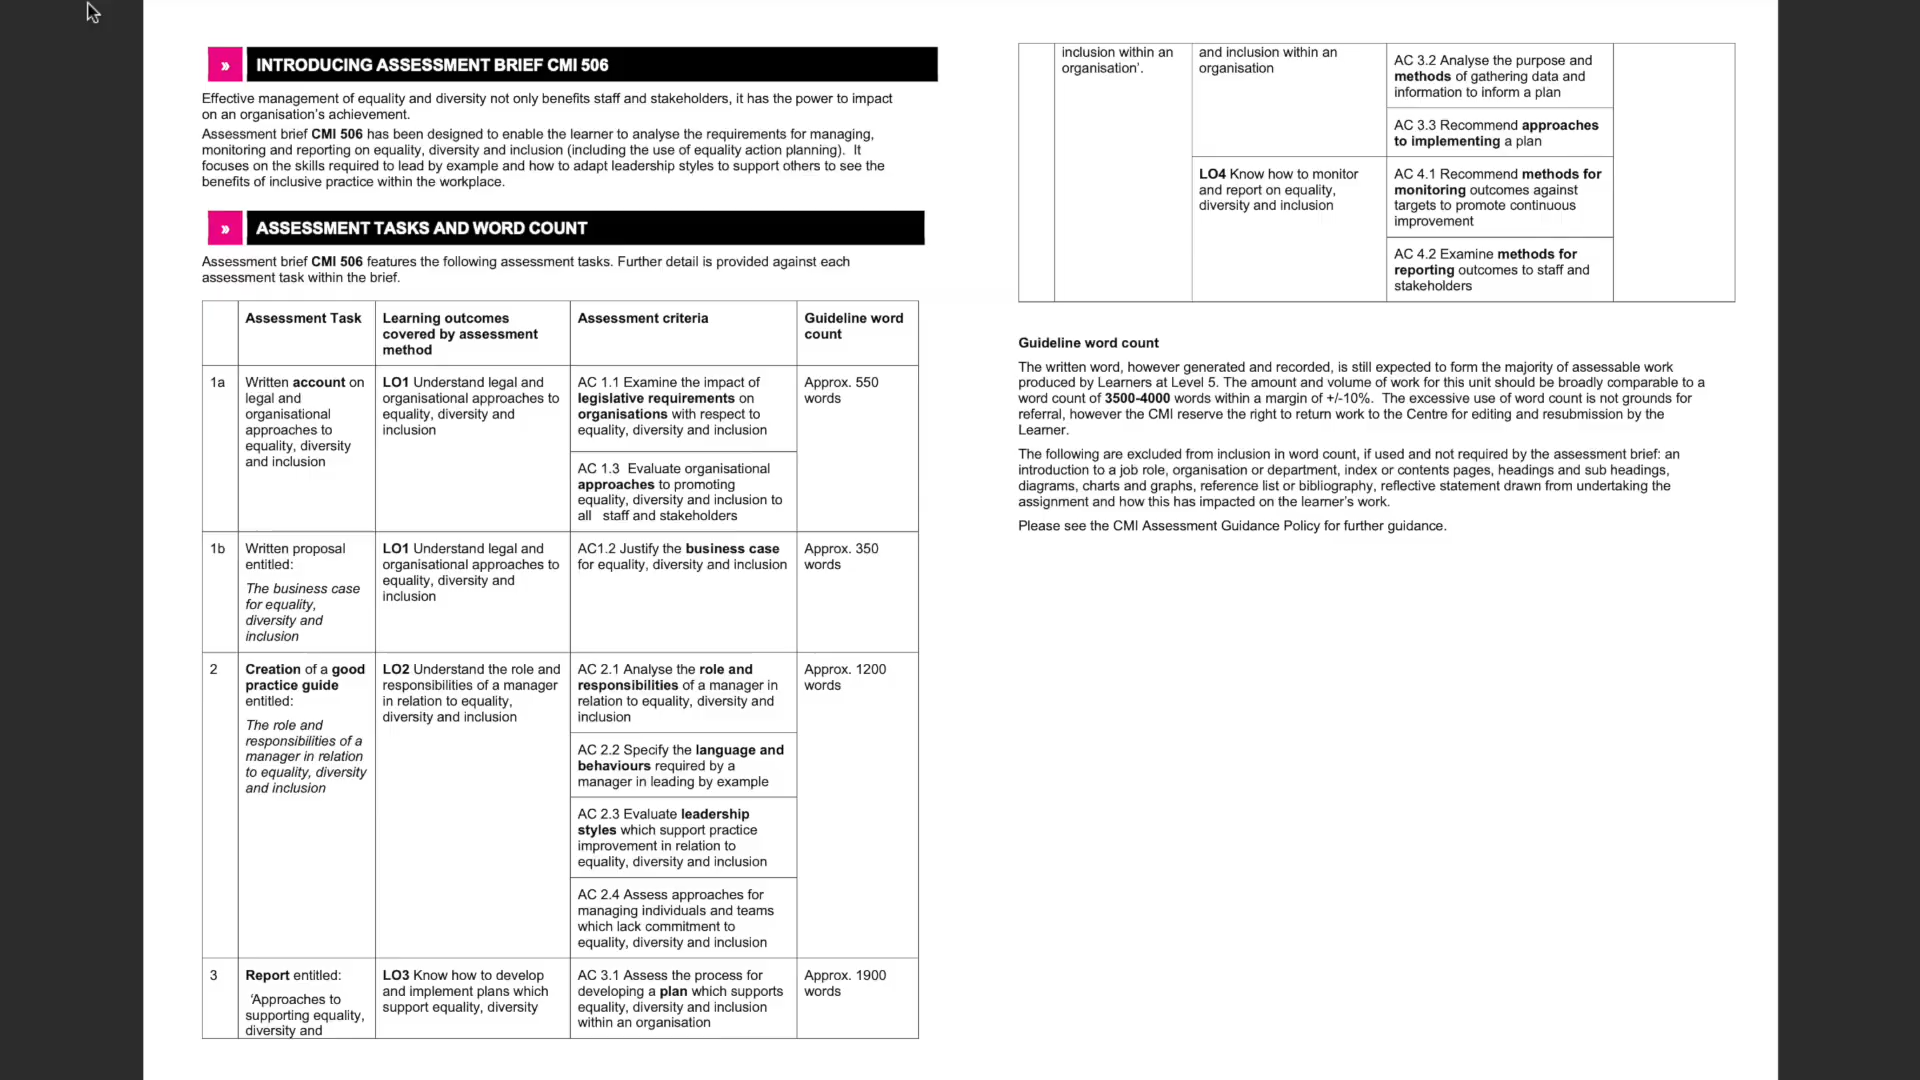 » INTRODUCING ASSESSMENT BRIEF CMI 506
Effective management of equality and diversity not only benefits staff and stakeholders, it has the power to impact
on an organisation's achievement.
Assessment brief CMI 506 has been designed to enable the learner to analyse the requirements for managing,
monitoring and reporting on equality, diversity and inclusion (including the use of equality action planning). It
focuses on the skills required to lead by example and how to adapt leadership styles to support others to see the
benefits of inclusive practice within the workplace.
» ASSESSMENT TASKS AND WORD COUNT
Assessment brief CMI 506 features the following assessment tasks. Further detail is provided against each
assessment task within the brief.
Assessment Task
Learning outcomes
covered by assessment
method
Assessment criteria
Guideline word
count
1a
Written account on
legal and
organisational
approaches to
equality, diversity
and inclusion
LO1 Understand legal and
organisational approaches to
equality, diversity and
inclusion
AC 1.1 Examine the impact of
legislative requirements on
organisations with respect to
equality, diversity and inclusion
AC 1.3 Evaluate organisational
approaches to promoting
equality, diversity and inclusion to
all staff and stakeholders
Approx. 550
words
1b
Written proposal
entitled:
The business case
for equality,
diversity and
inclusion
LO1 Understand legal and
organisational approaches to
equality, diversity and
inclusion
AC1.2 Justify the business case
for equality, diversity and inclusion
Approx. 350
words
2
Creation of a good
practice guide
entitled:
The role and
responsibilities of a
manager in relation
to equality, diversity
and inclusion
LO2 Understand the role and
responsibilities of a manager
in relation to equality,
diversity and inclusion
AC 2.1 Analyse the role and
responsibilities of a manager in
relation to equality, diversity and
inclusion
AC 2.2 Specify the language and
behaviours required by a
manager in leading by example
AC 2.3 Evaluate leadership
styles which support practice
improvement in relation to
equality, diversity and inclusion
AC 2.4 Assess approaches for
managing individuals and teams
which lack commitment to
equality, diversity and inclusion
Approx. 1200
words
3
Report entitled:
'Approaches to
supporting equality,
diversity and
LO3 Know how to develop
and implement plans which
support equality, diversity
AC 3.1 Assess the process for
developing a plan which supports
equality, diversity and inclusion
within an organisation
Approx. 1900
words
inclusion within an
organisation'.
and inclusion within an
organisation
AC 3.2 Analyse the purpose and
methods of gathering data and
information to inform a plan
AC 3.3 Recommend approaches
to implementing a plan
LO4 Know how to monitor
and report on equality,
diversity and inclusion
AC 4.1 Recommend methods for
monitoring outcomes against
targets to promote continuous
improvement
AC 4.2 Examine methods for
reporting outcomes to staff and
stakeholders
Guideline word count
The written word, however generated and recorded, is still expected to form the majority of assessable work
produced by Learners at Level 5. The amount and volume of work for this unit should be broadly comparable to a
word count of 3500-4000 words within a margin of +/-10%. The excessive use of word count is not grounds for
referral, however the CMI reserve the right to return work to the Centre for editing and resubmission by the
Learner.
The following are excluded from inclusion in word count, if used and not required by the assessment brief: an
introduction to a job role, organisation or department, index or contents pages, headings and sub headings,
diagrams, charts and graphs, reference list or bibliography, reflective statement drawn from undertaking the
assignment and how this has impacted on the learner's work.
Please see the CMI Assessment Guidance Policy for further guidance.